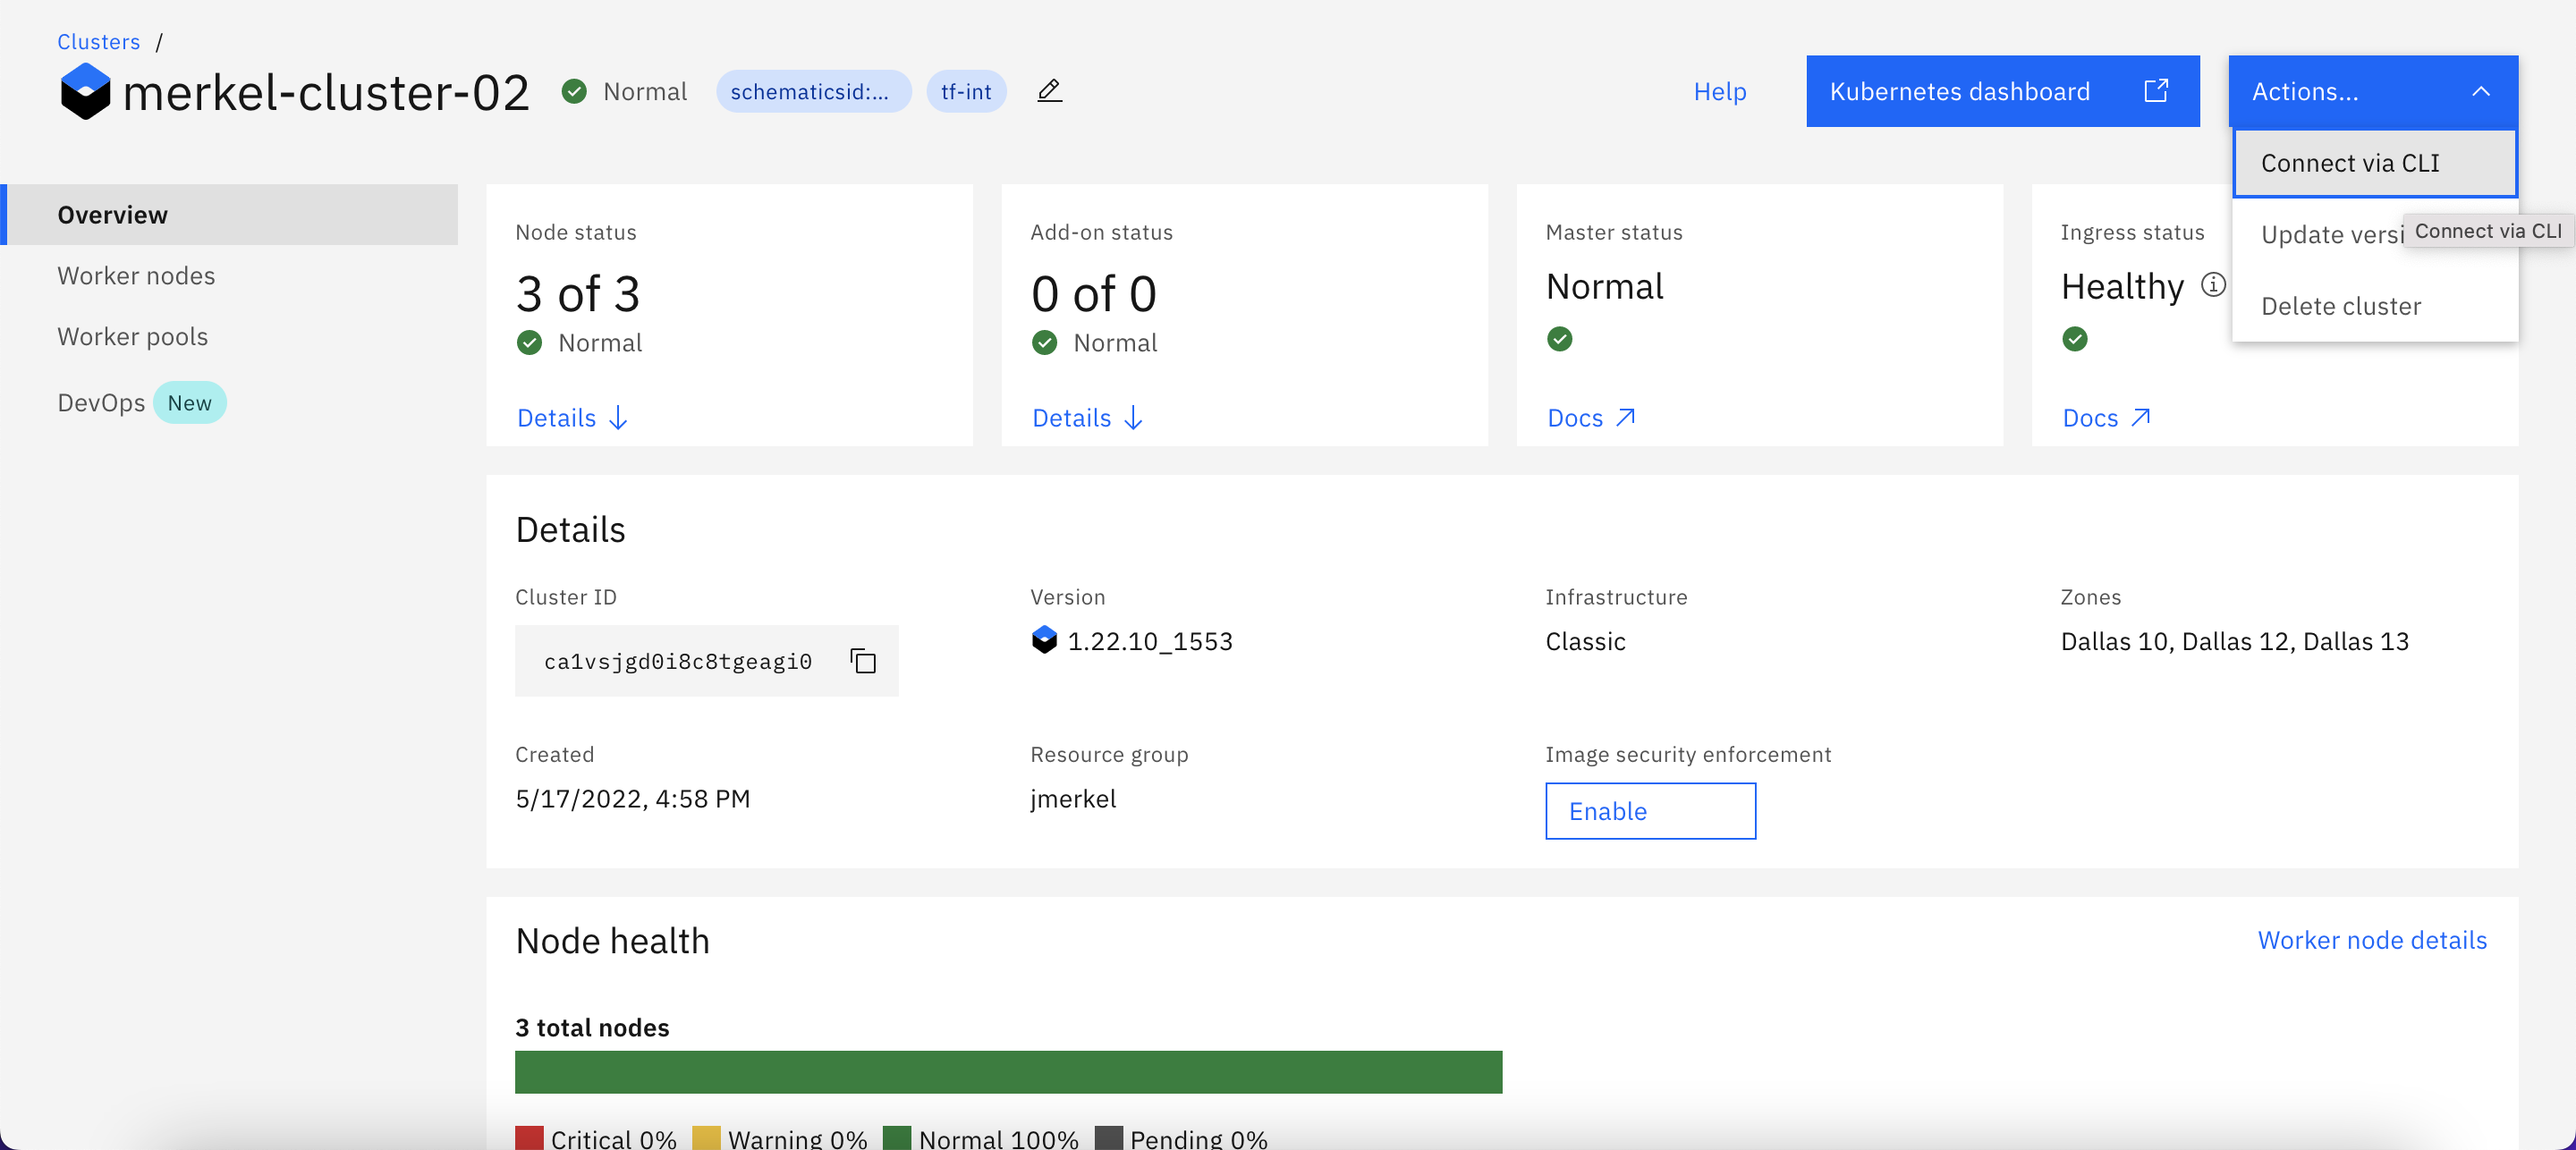 Clusters /
merkel-cluster-02 Normal schematicsid:... tf-int Help Kubernetes dashboard Actions...
Connect via CLI
Connect via CLI
Delete cluster
Overview
Worker nodes
Worker pools
DevOps New
Node status
3 of 3
Normal
Details
Add-on status
0 of 0
Normal
Details
Master status
Normal
Docs
Ingress status
Healthy
Docs
Details
Cluster ID
ca1vsjgd0i8c8tgeagi0
Version
1.22.10_1553
Infrastructure
Classic
Zones
Dallas 10, Dallas 12, Dallas 13
Created
5/17/2022, 4:58 PM
Resource group
jmerkel
Image security enforcement
Enable
Node health
Worker node details
3 total nodes
Critical 0% Warning 0% Normal 100% Pending 0%